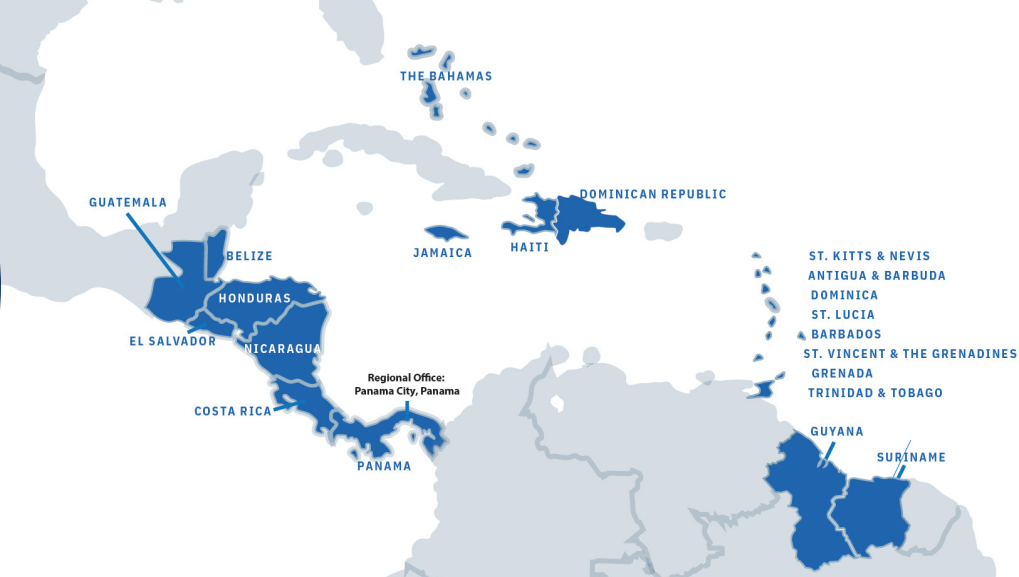 THE BAHAMAS
DOMINICAN REPUBLIC
GUATEMALA
HAITI
JAMAICA
BELIZE
ST. KITTS & NEVIS
ANTIGUA & BARBUDA
DOMINICA
HONDURAS
ST. LUCIA
BARBADOS
EL SALVADOR
NICARAGUA
ST. VINCENT & THE GRENADINES
GRENADA
Regional Office:
Panama City, Panama
TRINIDAD & TOBAGO
COSTA RICA
GUYANA
SURINAME
PANAMA